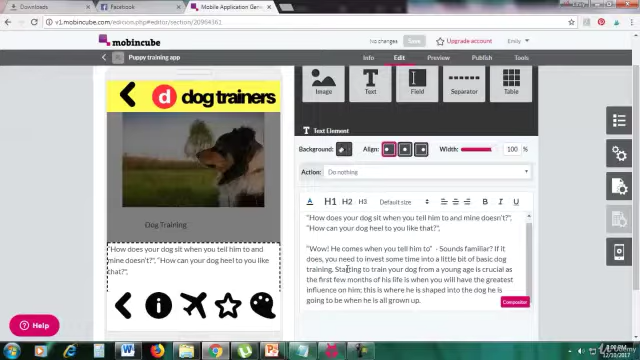 Downloads
Facebook
Mobile Application Gene
v1.mobincube.com/edicion.php#editor/section/20964361
mobincube
No changes
Save
Upgrade account
Emily
Puppy training app
Info
Edit
Preview
Publish
Tools
Image
Text
Field
Separator
Table
Text Element
Background:
Align:
Width:
100 %
Action:
Do nothing
H1 H2 H3 Default size B I U
d dog trainers
Dog Training
"How does your dog sit when you tell him to and
mine doesn't?", "How can your dog heel to you like
that?",
"How does your dog sit when you tell him to and mine doesn't?",
"How can your dog heel to you like that?",
"Wow! He comes when you tell him to" - Sounds familiar? If it
does, you need to invest some time into a little bit of basic dog
training. Starting to train your dog from a young age is crucial as
the first few months of his life is when you will have the greatest
influence on him; this is where he is shaped into the dog he is
going to be when he is all grown up.
Compositor
Help
12/10/2017